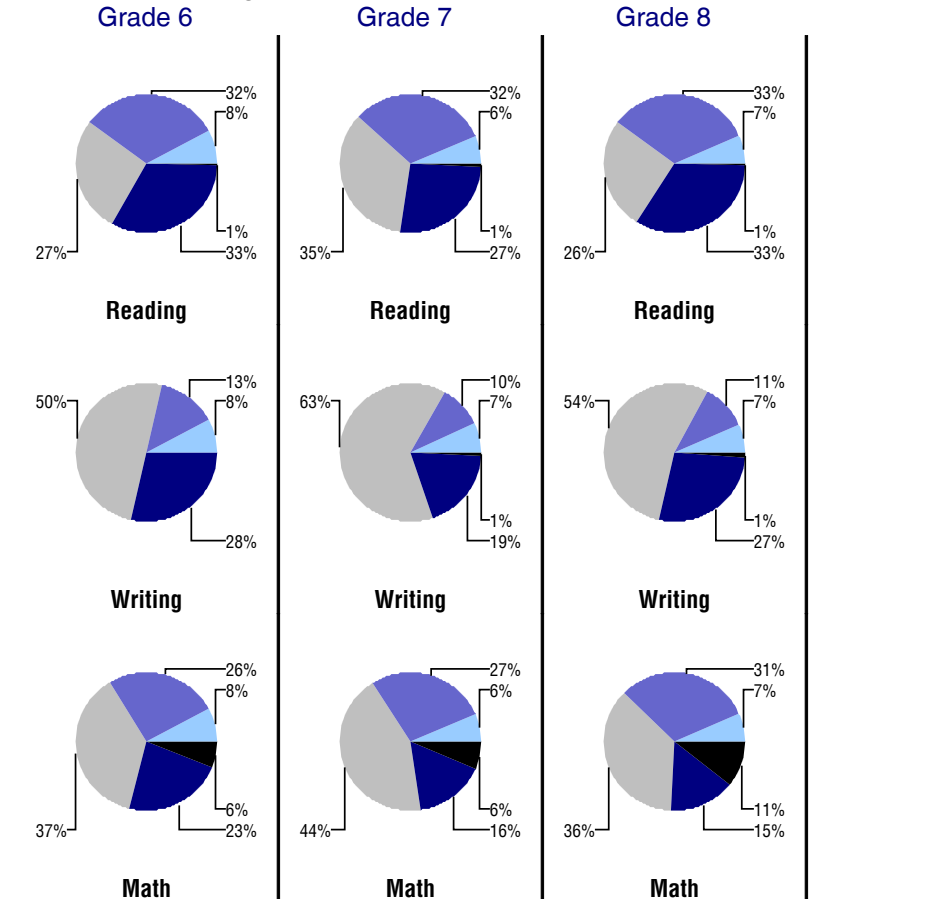 Grade 6 Grade 7 Grade 8
32% 32% 33%
8% 6% 7%
1% 1% 1%
27% 33% 35% 27% 26% 33%
Reading Reading Reading
13% 10% 11%
50% 8% 63% 7% 54% 7%
1% 1%
28% 19% 27%
Writing Writing Writing
26% 27% 31%
8% 6% 7%
6% 6% 11%
37% 23% 44% 16% 36% 15%
Math Math Math